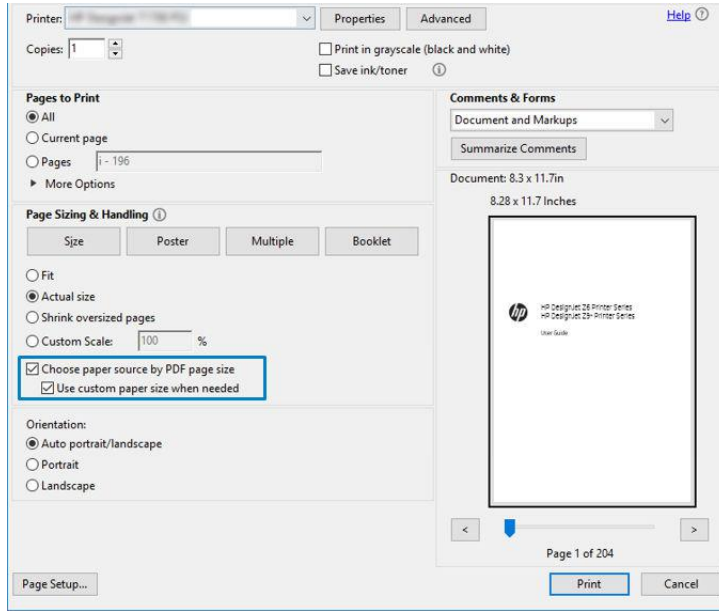 Printer:
Properties
Advanced
Help
Copies: 1
Print in grayscale (black and white)
Save ink/toner
Pages to Print
All
Current page
Pages i - 196
More Options
Page Sizing & Handling
Size Poster Multiple Booklet
Fit
Actual size
Shrink oversized pages
Custom Scale: 100 %
Choose paper source by PDF page size
Use custom paper size when needed
Orientation:
Auto portrait/landscape
Portrait
Landscape
Comments & Forms
Document and Markups
Summarize Comments
Document: 8.3 x 11.7in
8.28 x 11.7 Inches
hp
HP DesignJet Z6 Printer Series
HP DesignJet Z9+ Printer Series
User Guide
< >
Page 1 of 204
Page Setup...
Print
Cancel